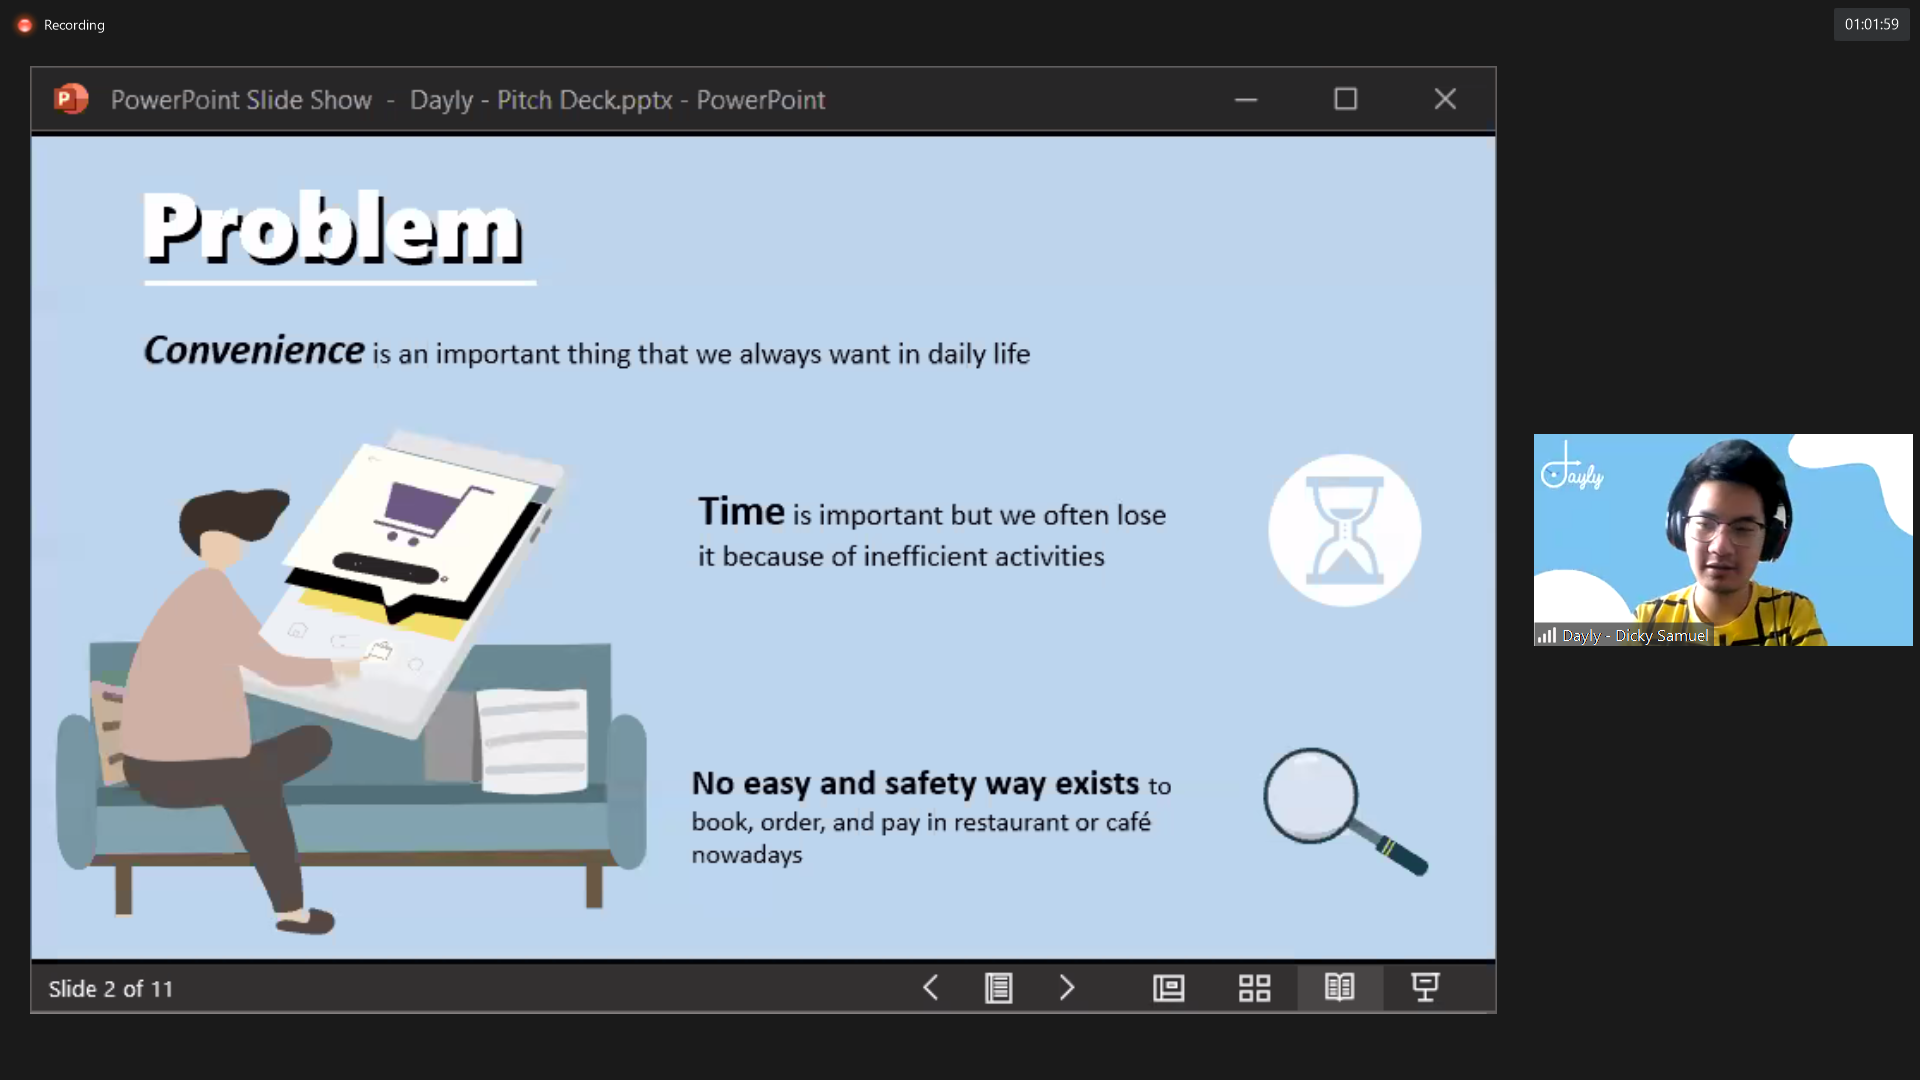 Recording
01:01:59
PowerPoint Slide Show - Dayly - Pitch Deck.pptx - PowerPoint
Problem
Convenience is an important thing that we always want in daily life
Time is important but we often lose
it because of inefficient activities
No easy and safety way exists to
book, order, and pay in restaurant or café
nowadays
Dayly
Dayly - Dicky Samuel
Slide 2 of 11